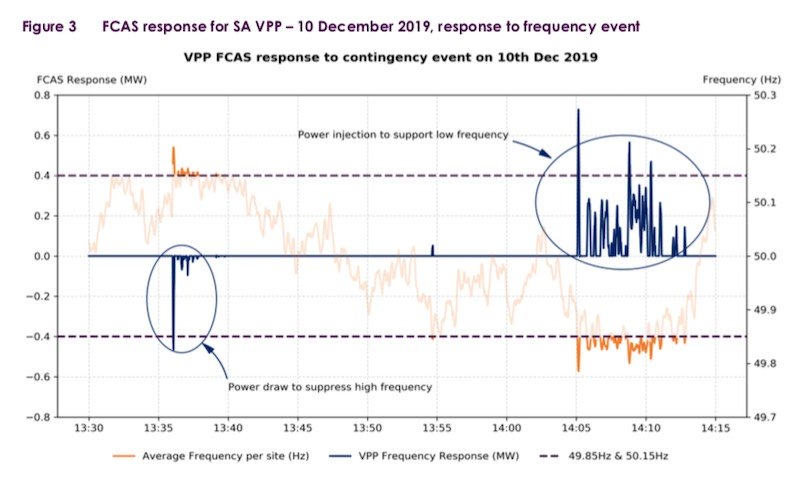 Figure 3 FCAS response for SA VPP – 10 December 2019, response to frequency event
VPP FCAS response to contingency event on 10th Dec 2019
FCAS Response (MW) Frequency (Hz)
0.8 50.3
Power injection to support low frequency
0.6 50.2
0.4
0.2 50.1
0.0 50.0
−0.2 49.9
−0.4
−0.6 49.8
Power draw to suppress high frequency
−0.8 49.7
13:30 13:35 13:40 13:45 13:50 13:55 14:00 14:05 14:10 14:15
Average Frequency per site (Hz) VPP Frequency Response (MW) 49.85Hz & 50.15Hz